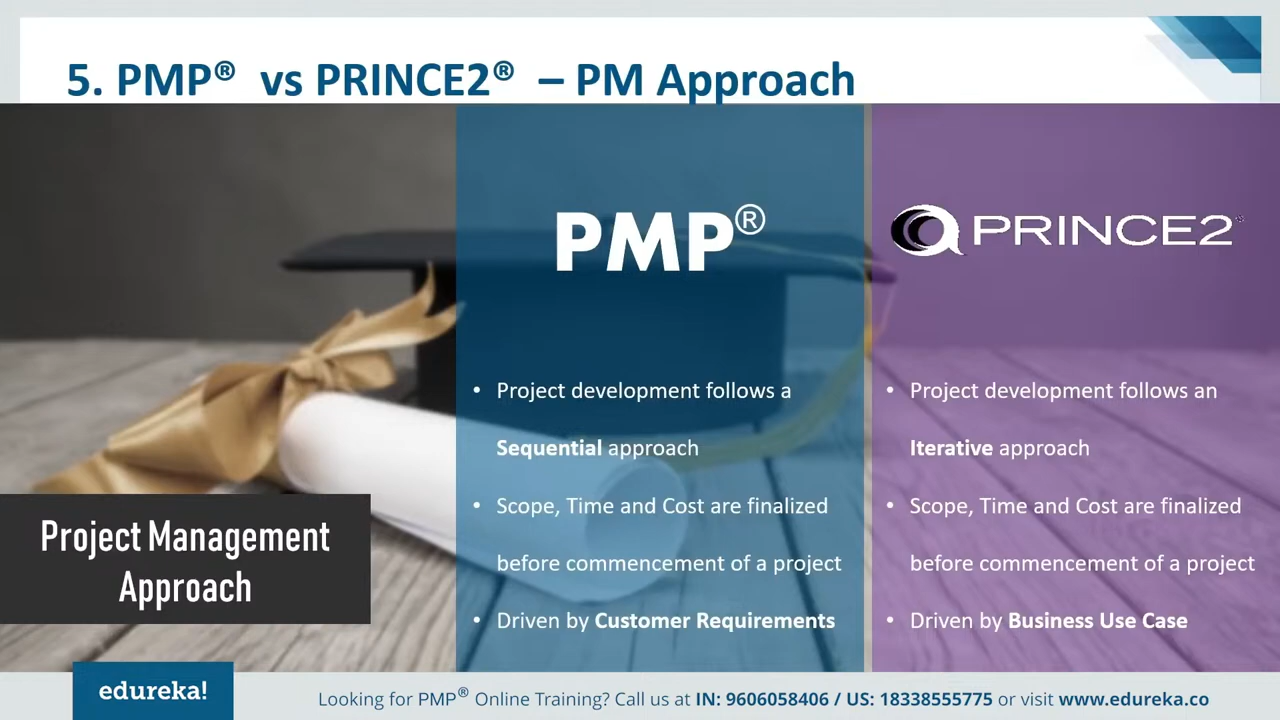 5. PMP® vs PRINCE2® – PM Approach
PMP®
• Project development follows a
Sequential approach
• Scope, Time and Cost are finalized
before commencement of a project
• Driven by Customer Requirements
PRINCE2®
• Project development follows an
Iterative approach
• Scope, Time and Cost are finalized
before commencement of a project
• Driven by Business Use Case
Project Management
Approach
edureka!
Looking for PMP® Online Training? Call us at IN: 9606058406 / US: 18338555775 or visit www.edureka.co